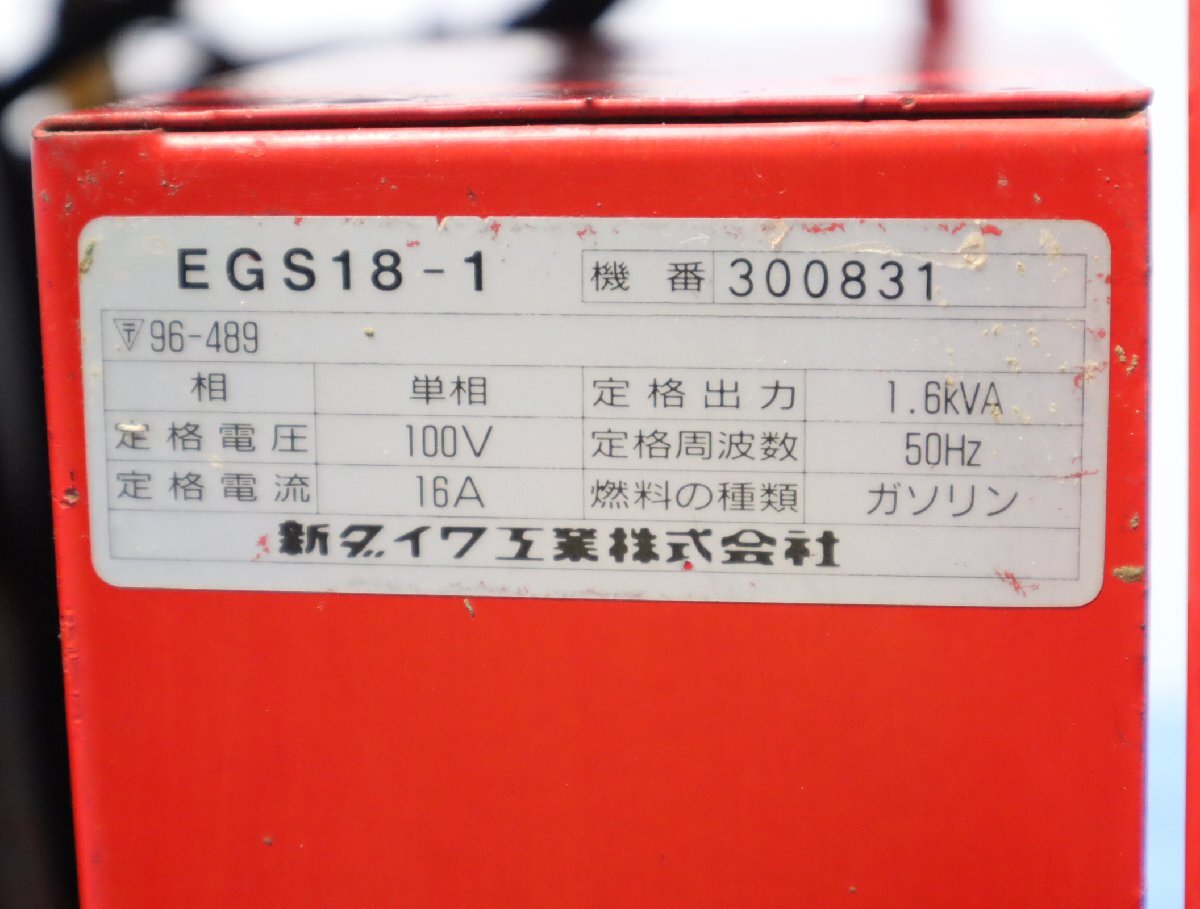 EGS18-1 機番 300831
〒96-489
相 単相 定格出力 1.6kVA
定格電圧 100V 定格周波数 50Hz
定格電流 16A 燃料の種類 ガソリン
新ダイワ工業株式会社